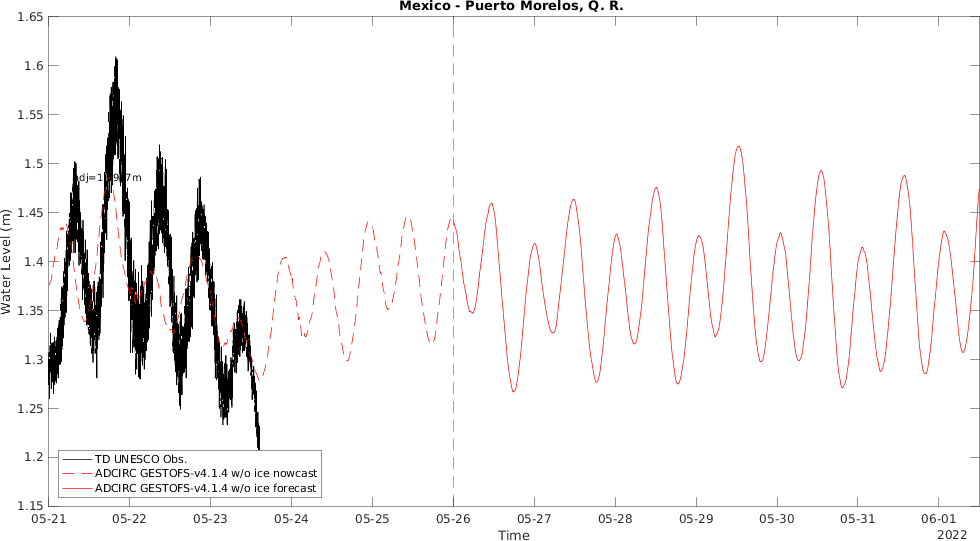 Mexico - Puerto Morelos, Q. R.
1.65
1.6
1.55
1.5
1.45
1.4
1.35
1.3
1.25
1.2
1.15
Water Level (m)
TD UNESCO Obs.
ADCIRC GESTOFS-v4.1.4 w/o ice nowcast
ADCIRC GESTOFS-v4.1.4 w/o ice forecast
05-21 05-22 05-23 05-24 05-25 05-26 05-27 05-28 05-29 05-30 05-31 06-01
Time
2022